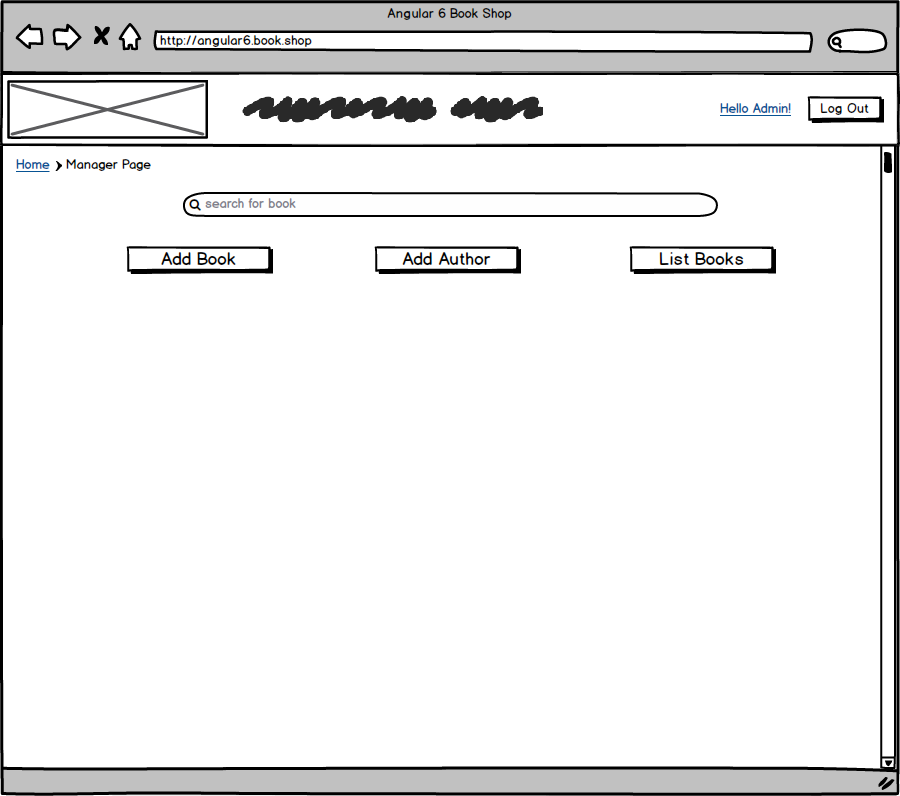 Angular 6 Book Shop
http://angular6.book.shop
Hello Admin!
Log Out
Home
Manager Page
search for book
Add Book
Add Author
List Books